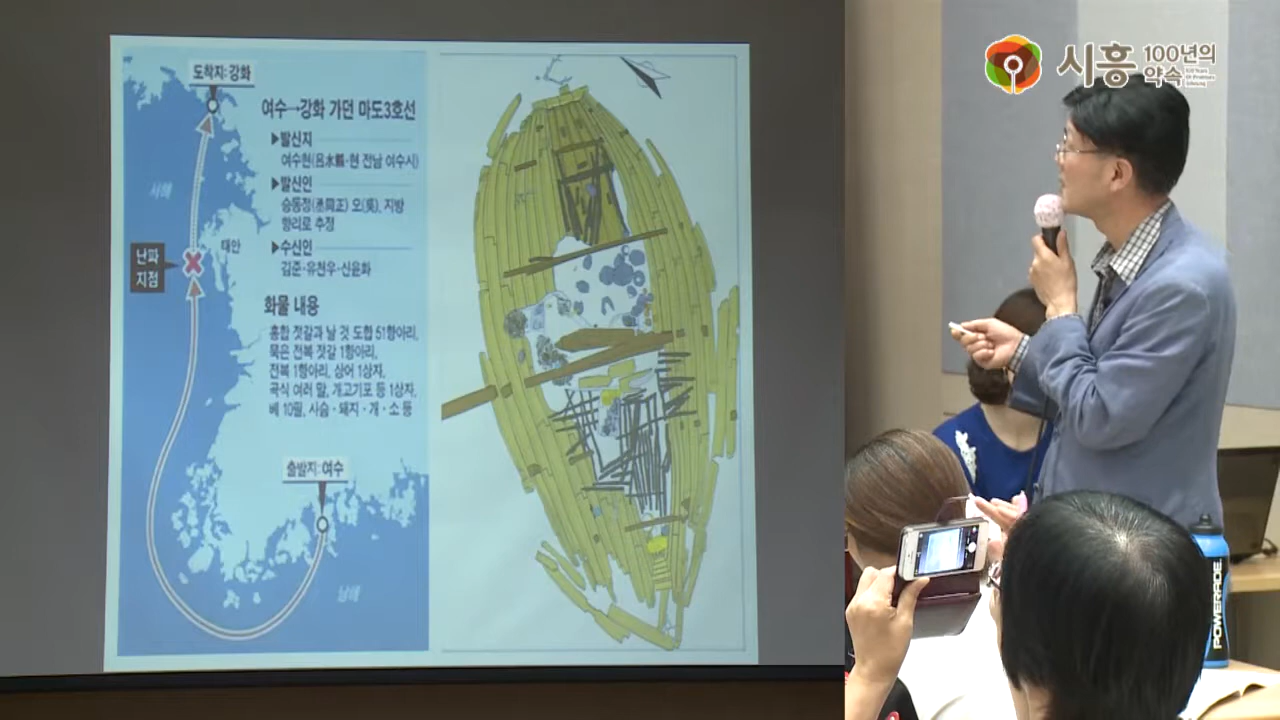 도착지: 강화
여수→강화 가던 마도3호선
▶발신지
여수현(呂水縣·현 전남 여수시)
▶발신인
승동정(丞同正) 오(吳), 지방
향리로 추정
▶수신인
김준·유천우·신윤화
서해
태안
난파
지점
화물 내용
홍합 젓갈과 날 것 도합 51항아리,
묵은 전복 젓갈 1항아리,
전복 1항아리, 상어 1상자,
곡식 여러 말, 개고기포 등 1상자,
베 10필, 사슴·돼지·개·소 등
출발지: 여수
남해
시흥 100년의
약속
POWERADE